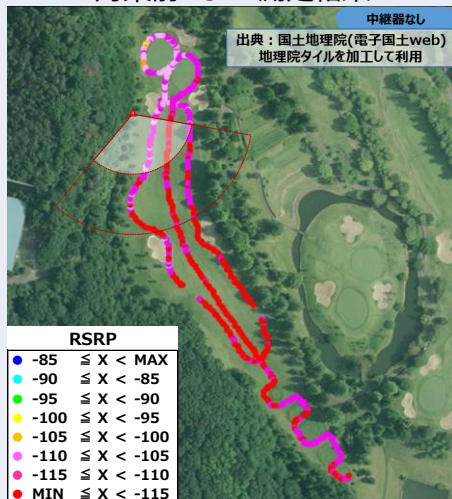 中継器なし
出典：国土地理院(電子国土web)
地理院タイルを加工して利用
RSRP
-85 ≦ X < MAX
-90 ≦ X < -85
-95 ≦ X < -90
-100 ≦ X < -95
-105 ≦ X < -100
-110 ≦ X < -105
-115 ≦ X < -110
MIN ≦ X < -115